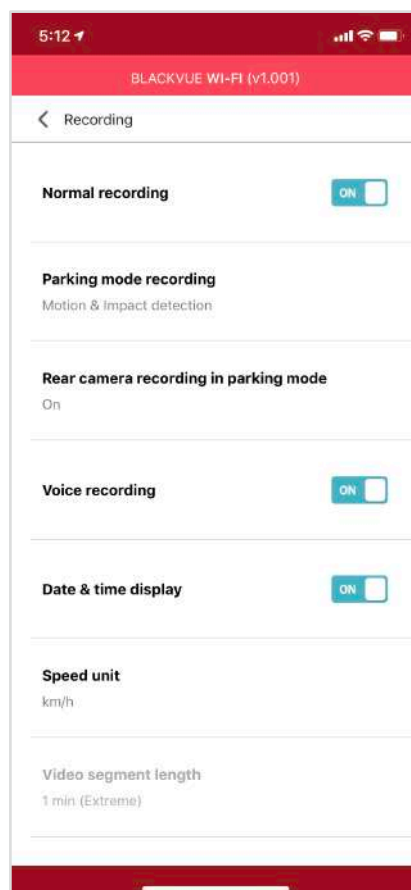 5:12
BLACKVUE WI-FI (v1.001)
Recording
Normal recording
ON
Parking mode recording
Motion & Impact detection
Rear camera recording in parking mode
On
Voice recording
ON
Date & time display
ON
Speed unit
km/h
Video segment length
1 min (Extreme)